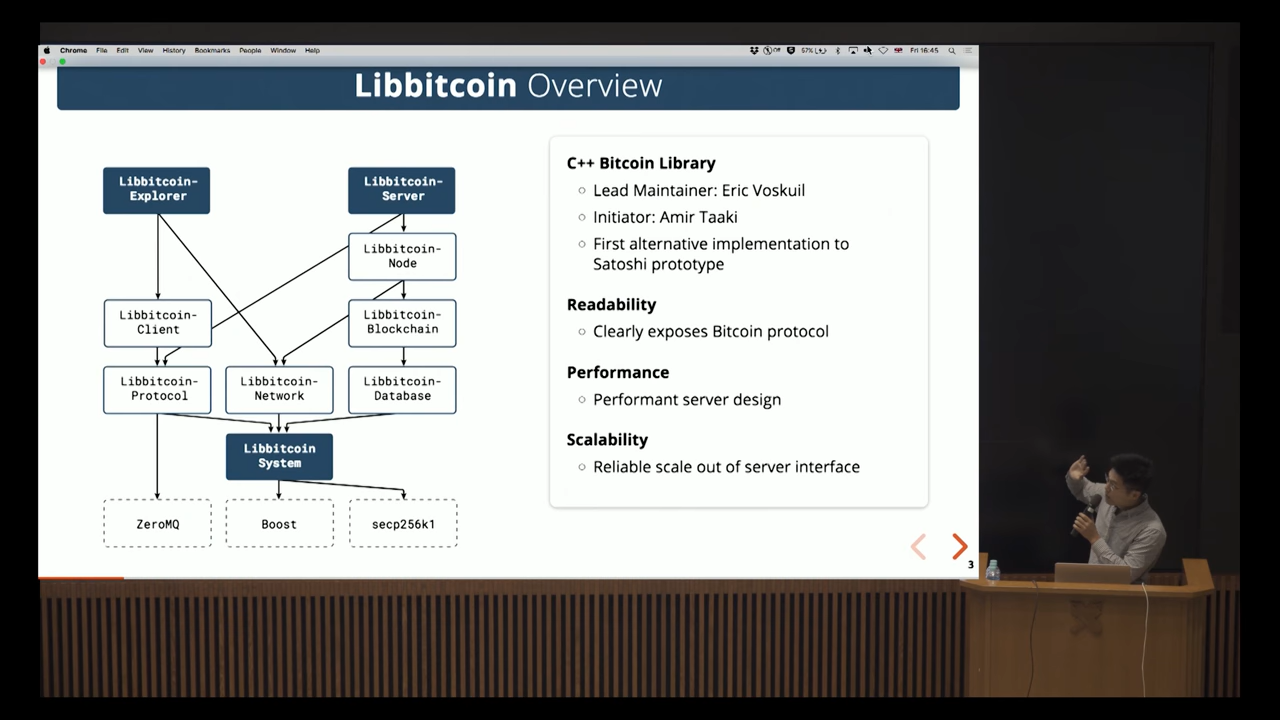 Chrome File Edit View History Bookmarks People Window Help
57% Fri 16:45
Libbitcoin Overview
Libbitcoin-
Explorer
Libbitcoin-
Server
Libbitcoin-
Node
Libbitcoin-
Client
Libbitcoin-
Blockchain
Libbitcoin-
Protocol
Libbitcoin-
Network
Libbitcoin-
Database
Libbitcoin
System
ZeroMQ
Boost
secp256k1
C++ Bitcoin Library
Lead Maintainer: Eric Voskuil
Initiator: Amir Taaki
First alternative implementation to
Satoshi prototype
Readability
Clearly exposes Bitcoin protocol
Performance
Performant server design
Scalability
Reliable scale out of server interface
3